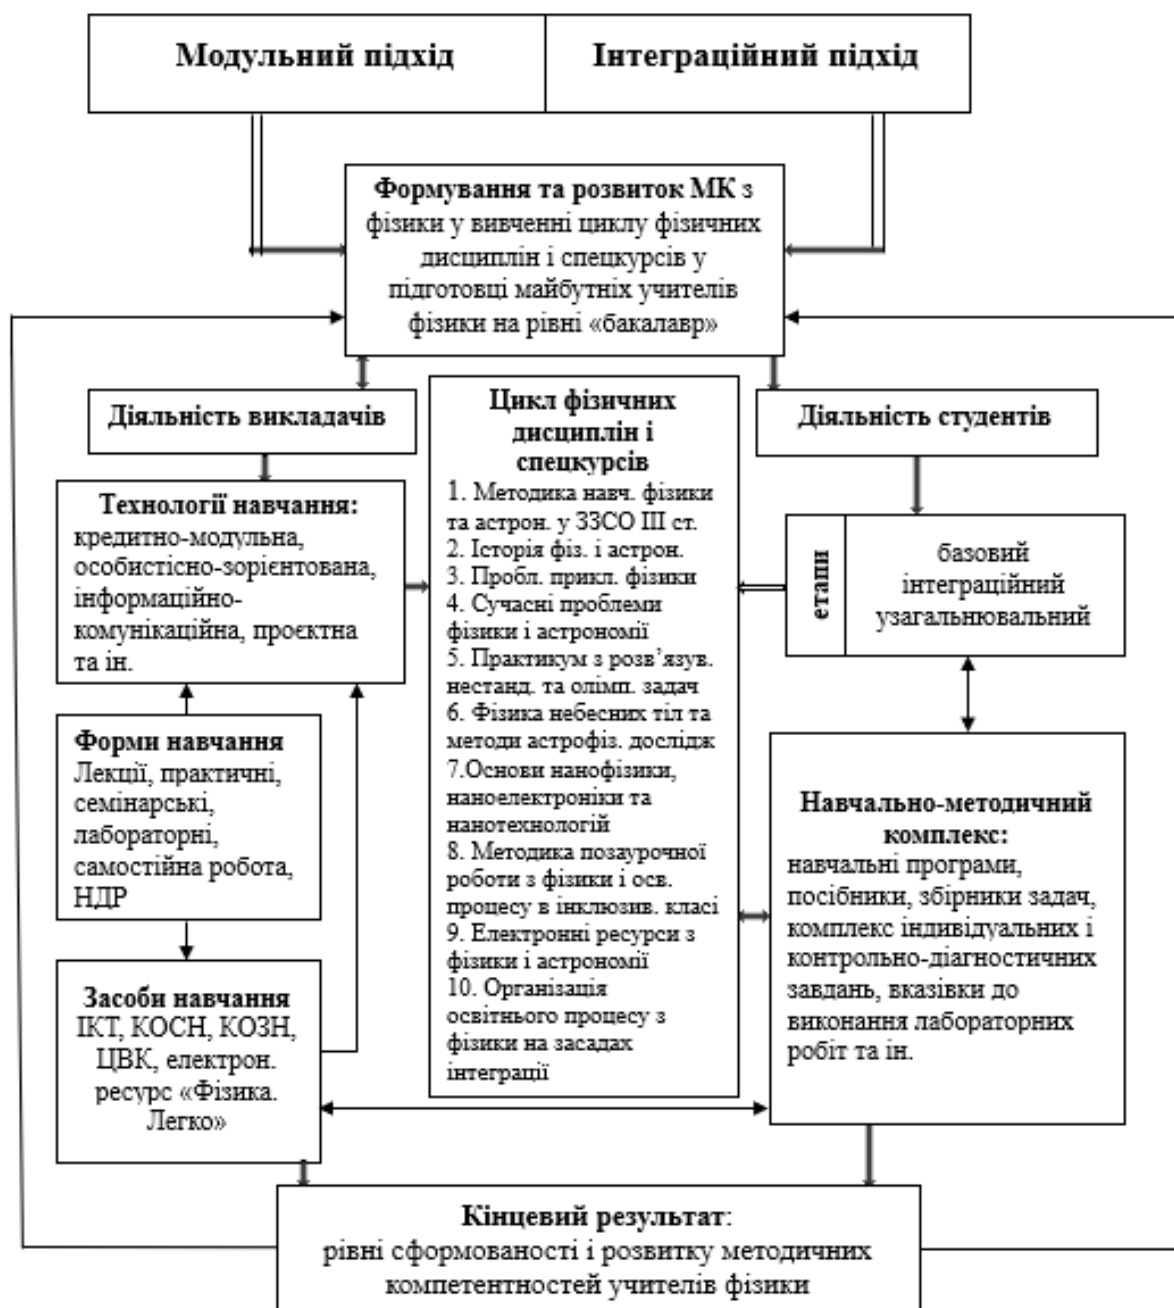 Модульний підхід
Інтеграційний підхід
Формування та розвиток МК з
фізики у вивченні циклу фізичних
дисциплін і спецкурсів у
підготовці майбутніх учителів
фізики на рівні «бакалавр»
Діяльність викладачів
Технології навчання:
кредитно-модульна,
особистісно-зорієнтована,
інформаційно-
комунікаційна, проєктна
та ін.
Форми навчання
Лекції, практичні,
семінарські,
лабораторні,
самостійна робота,
НДР
Засоби навчання
ІКТ, КОСН, КОЗН,
ЦВК, електрон.
ресурс «Фізика.
Легко»
Цикл фізичних
дисциплін і
спецкурсів
1. Методика навч. фізики
та астрон. у ЗЗСО ІІІ ст.
2. Історія фіз. і астрон.
3. Пробл. прикл. фізики
4. Сучасні проблеми
фізики і астрономії
5. Практикум з розв’язув.
нестанд. та олімп. задач
6. Фізика небесних тіл та
методи астрофіз. дослідж
7.Основи нанофізики,
наноелектроніки та
нанотехнологій
8. Методика позаурочної
роботи з фізики і осв.
процесу в інклюзив. класі
9. Електронні ресурси з
фізики і астрономії
10. Організація
освітнього процесу з
фізики на засадах
інтеграції
Діяльність студентів
етапи
базовий
інтеграційний
узагальнювальний
Навчально-методичний
комплекс:
навчальні програми,
посібники, збірники задач,
комплекс індивідуальних і
контрольно-діагностичних
завдань, вказівки до
виконання лабораторних
робіт та ін.
Кінцевий результат:
рівні сформованості і розвитку методичних
компетентностей учителів фізики